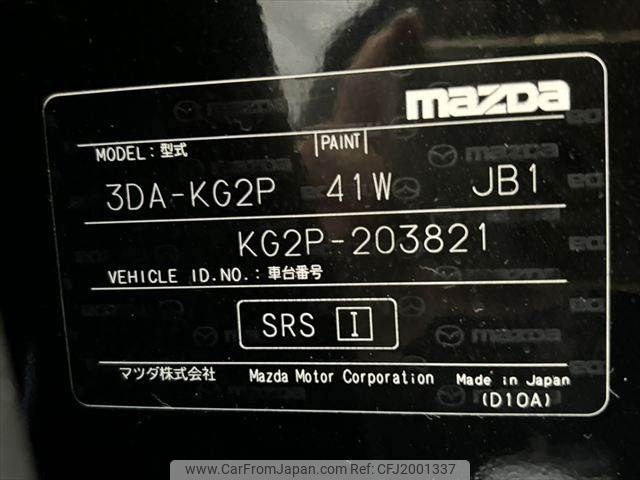 mazda
MODEL : 型式 PAINT
3DA-KG2P 41W JB1
KG2P-203821
VEHICLE ID.NO. : 車台番号
SRS I
マツダ株式会社 Mazda Motor Corporation Made in Japan
(D10A)
www.CarFromJapan.com - CFJ2001337